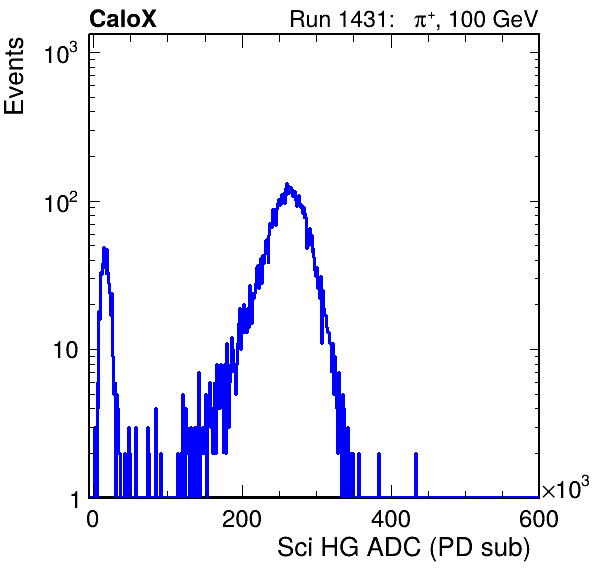 CaloX Run 1431: π⁺, 100 GeV
Events
10³
10²
10
1
0 200 400 600
×10³
Sci HG ADC (PD sub)